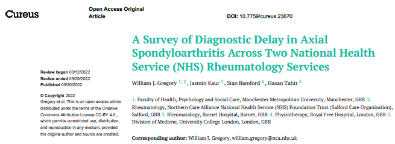 Cureus
Open Access Original
Article
DOI: 10.7759/cureus.23670
A Survey of Diagnostic Delay in Axial
Spondyloarthritis Across Two National Health
Service (NHS) Rheumatology Services
Review began 03/12/2022
Review ended 03/29/2022
Published 03/30/2022
© Copyright 2022
Gregory et al. This is an open access article
distributed under the terms of the Creative
Commons Attribution License CC-BY 4.0.,
which permits unrestricted use, distribution,
and reproduction in any medium, provided
the original author and source are credited.
William J. Gregory 1, 2, Jasmin Kaur 3, Sian Bamford 4, Hasan Tahir 5
1. Faculty of Health, Psychology and Social Care, Manchester Metropolitan University, Manchester, GBR 2.
Rheumatology, Northern Care Alliance National Health Service (NHS) Foundation Trust (Salford Care Organisation),
Salford, GBR 3. Rheumatology, Barnet Hospital, Barnet, GBR 4. Physiotherapy, Royal Free Hospital, London, GBR 5.
Division of Medicine, University College London, London, GBR
Corresponding author: William J. Gregory, william.gregory@nca.nhs.uk